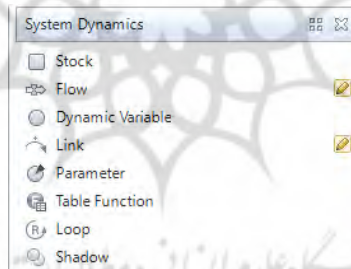 System Dynamics
Stock
Flow
Dynamic Variable
Link
Parameter
Table Function
R Loop
Shadow